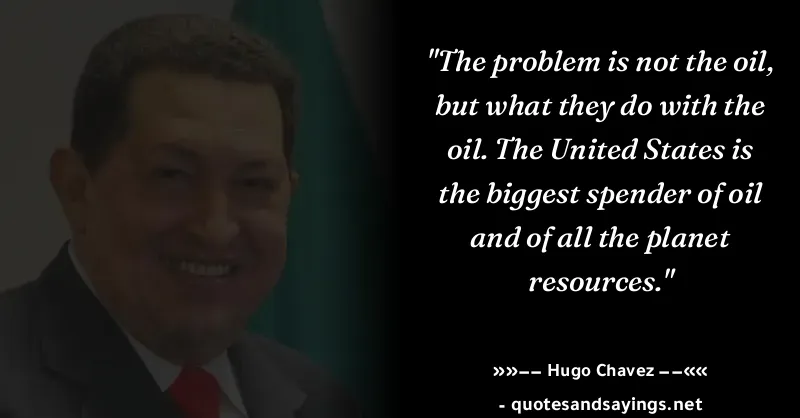 "The problem is not the oil,
but what they do with the
oil. The United States is
the biggest spender of oil
and of all the planet
resources."
»»−− Hugo Chavez −−««
- quotesandsayings.net